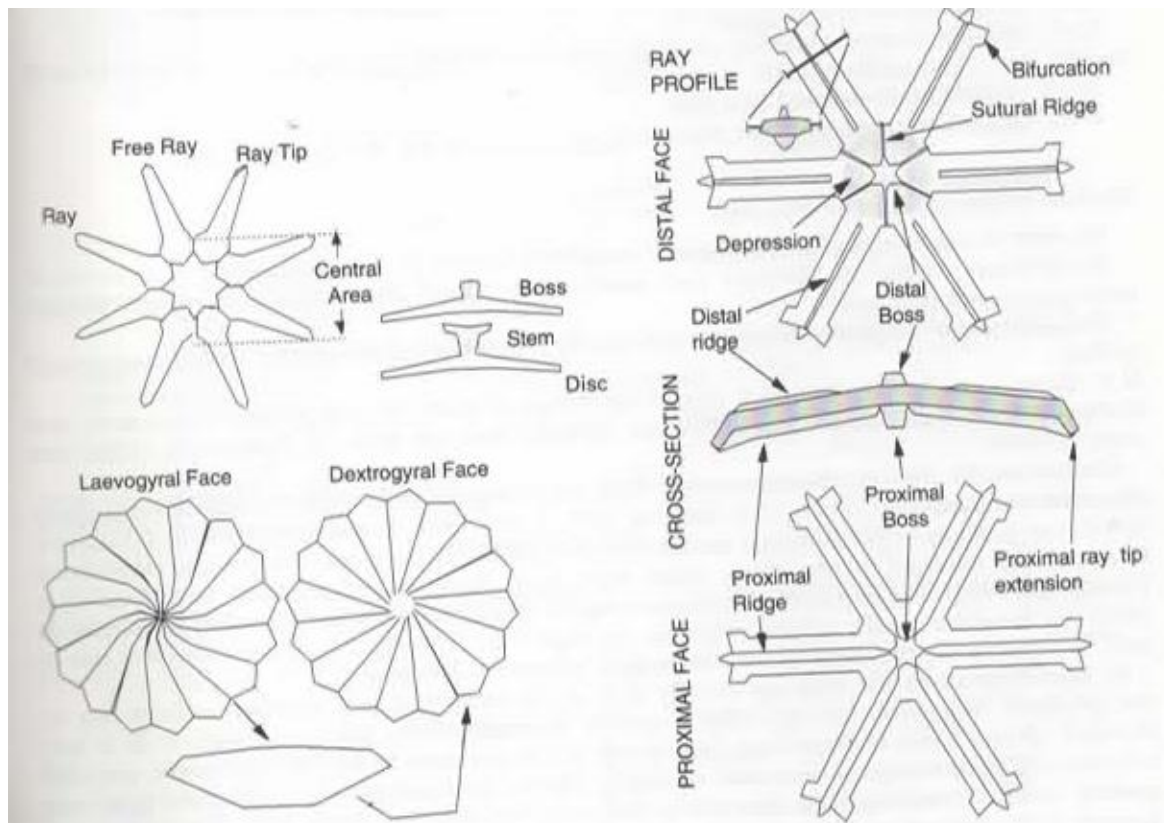 Free Ray
Ray Tip
Ray
Central
Area
Boss
Stem
Disc
Laevogyral Face
Dextrogyral Face
RAY
PROFILE
Bifurcation
Sutural Ridge
DISTAL FACE
Depression
Distal
Boss
Distal
ridge
CROSS-SECTION
Proximal
Boss
Proximal
Ridge
Proximal ray tip
extension
PROXIMAL FACE